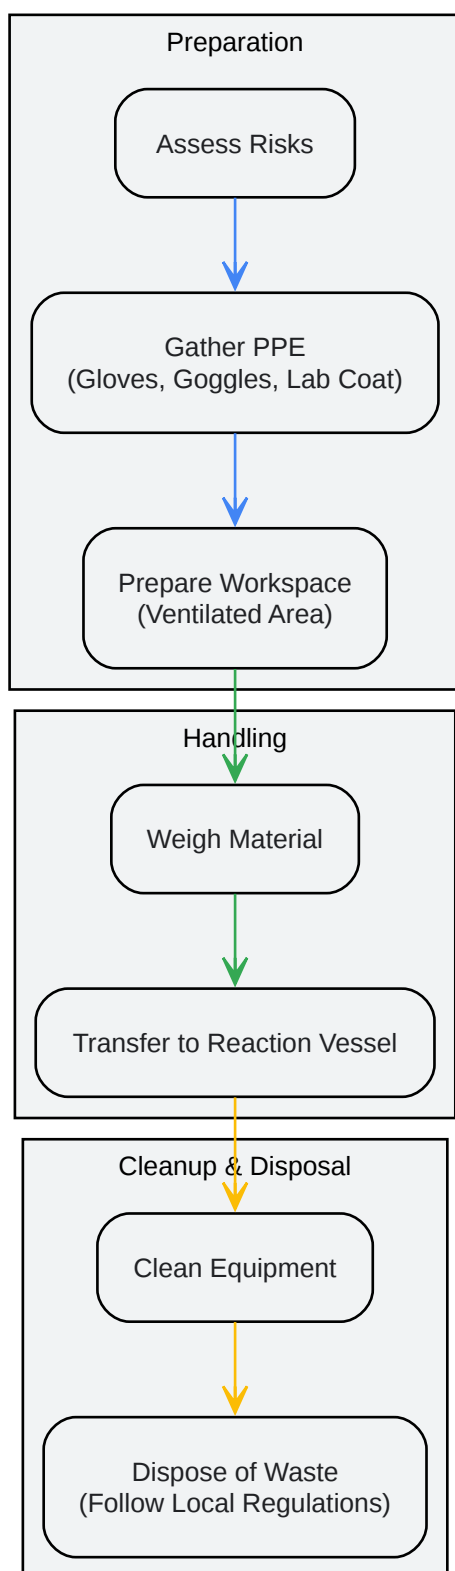 Preparation
Assess Risks
Gather PPE
(Gloves, Goggles, Lab Coat)
Prepare Workspace
(Ventilated Area)
Handling
Weigh Material
Transfer to Reaction Vessel
Cleanup & Disposal
Clean Equipment
Dispose of Waste
(Follow Local Regulations)